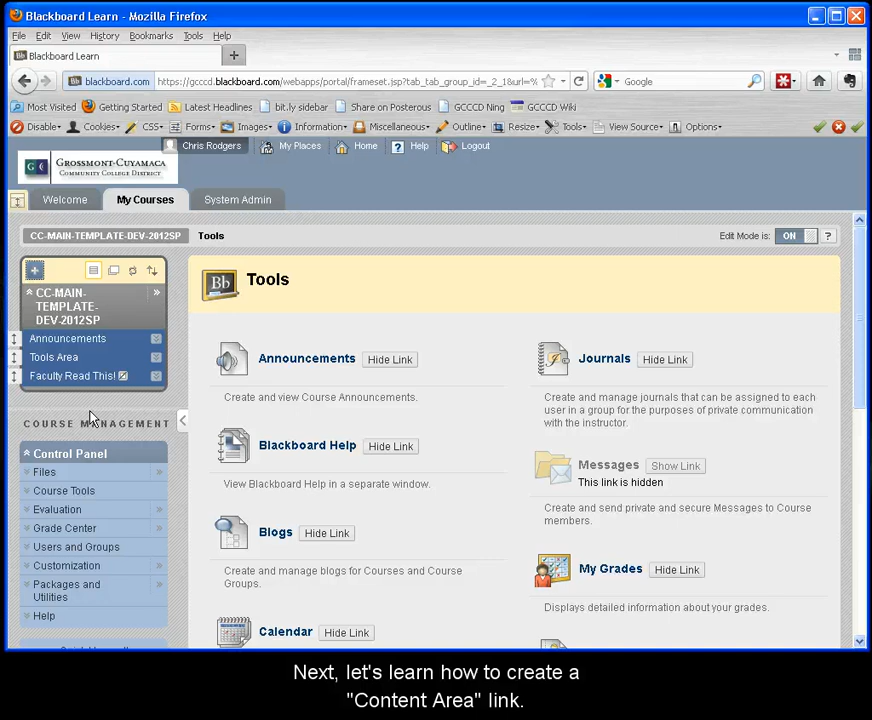 Blackboard Learn - Mozilla Firefox
File Edit View History Bookmarks Tools Help
Blackboard Learn
blackboard.com https://gcccd.blackboard.com/webapps/portal/frameset.jsp?tab_tab_group_id=_2_1&url=% Google
Most Visited Getting Started Latest Headlines bit.ly sidebar Share on Posterous GCCCD Ning GCCCD Wiki
Disable Cookies CSS Forms Images Information Miscellaneous Outline Resize Tools View Source Options
Chris Rodgers My Places Home Help Logout
GROSSMONT-CUYAMACA
COMMUNITY COLLEGE DISTRICT
Welcome My Courses System Admin
CC-MAIN-TEMPLATE-DEV-2012SP Tools Edit Mode is: ON ?
CC-MAIN-
TEMPLATE-
DEV-2012SP
Announcements
Tools Area
Faculty Read This!
COURSE MANAGEMENT
Control Panel
Files
Course Tools
Evaluation
Grade Center
Users and Groups
Customization
Packages and
Utilities
Help
Bb Tools
Announcements Hide Link
Create and view Course Announcements.
Blackboard Help Hide Link
View Blackboard Help in a separate window.
Blogs Hide Link
Create and manage blogs for Courses and Course
Groups.
Calendar Hide Link
Journals Hide Link
Create and manage journals that can be assigned to each
user in a group for the purposes of private communication
with the instructor.
Messages Show Link
This link is hidden
Create and send private and secure Messages to Course
members.
My Grades Hide Link
Displays detailed information about your grades.
Next, let's learn how to create a
"Content Area" link.